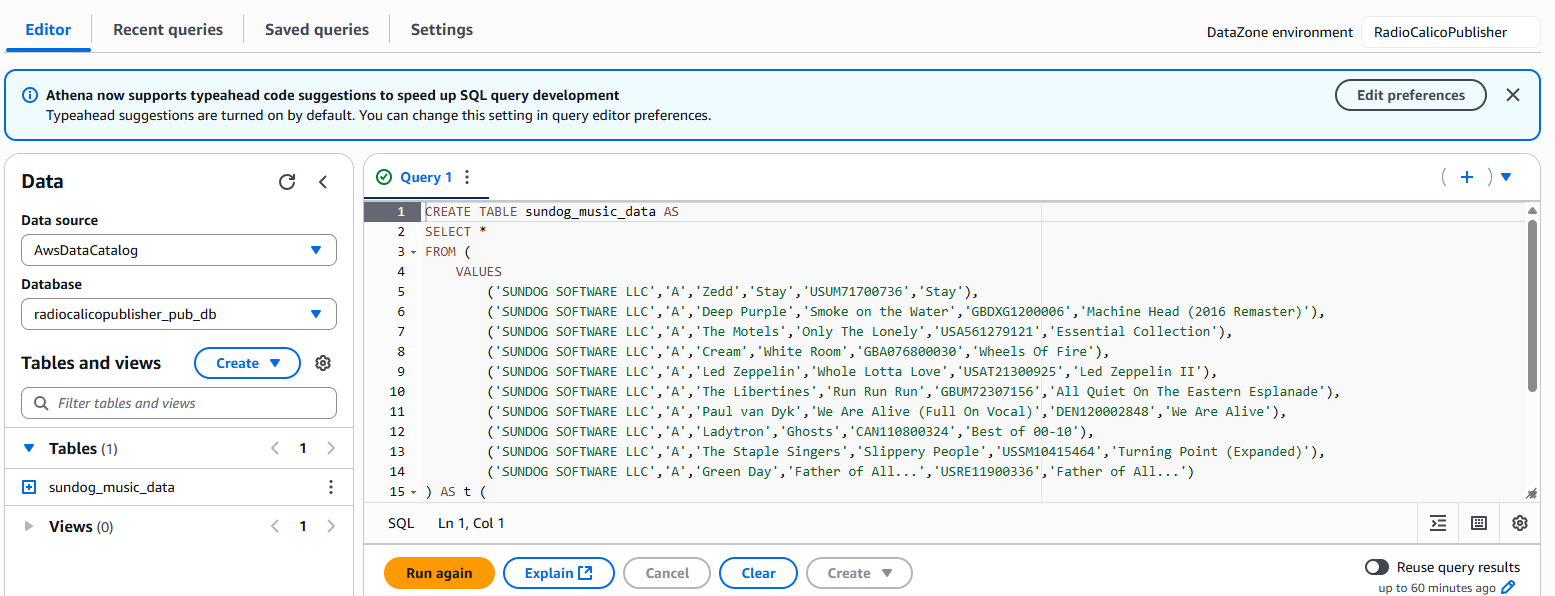 Editor
Recent queries
Saved queries
Settings
DataZone environment
RadioCalicoPublisher
Athena now supports typeahead code suggestions to speed up SQL query development
Typeahead suggestions are turned on by default. You can change this setting in query editor preferences.
Edit preferences
Data
Data source
AwsDataCatalog
Database
radiocalicopublisher_pub_db
Tables and views
Create
Filter tables and views
Tables (1)
1
sundog_music_data
Views (0)
1
Query 1
1 CREATE TABLE sundog_music_data AS
2 SELECT *
3 FROM (
4 VALUES
5 ('SUNDOG SOFTWARE LLC','A','Zedd','Stay','USUM71700736','Stay'),
6 ('SUNDOG SOFTWARE LLC','A','Deep Purple','Smoke on the Water','GBDXG1200006','Machine Head (2016 Remaster)'),
7 ('SUNDOG SOFTWARE LLC','A','The Motels','Only The Lonely','USA561279121','Essential Collection'),
8 ('SUNDOG SOFTWARE LLC','A','Cream','White Room','GBA076800030','Wheels Of Fire'),
9 ('SUNDOG SOFTWARE LLC','A','Led Zeppelin','Whole Lotta Love','USAT21300925','Led Zeppelin II'),
10 ('SUNDOG SOFTWARE LLC','A','The Libertines','Run Run Run','GBUM72307156','All Quiet On The Eastern Esplanade'),
11 ('SUNDOG SOFTWARE LLC','A','Paul van Dyk','We Are Alive (Full On Vocal)','DEN120002848','We Are Alive'),
12 ('SUNDOG SOFTWARE LLC','A','Ladytron','Ghosts','CAN110800324','Best of 00-10'),
13 ('SUNDOG SOFTWARE LLC','A','The Staple Singers','Slippery People','USSM10415464','Turning Point (Expanded)'),
14 ('SUNDOG SOFTWARE LLC','A','Green Day','Father of All...','USRE11900336','Father of All...')
15 ) AS t (
SQL
Ln 1, Col 1
Run again
Explain
Cancel
Clear
Create
Reuse query results
up to 60 minutes ago